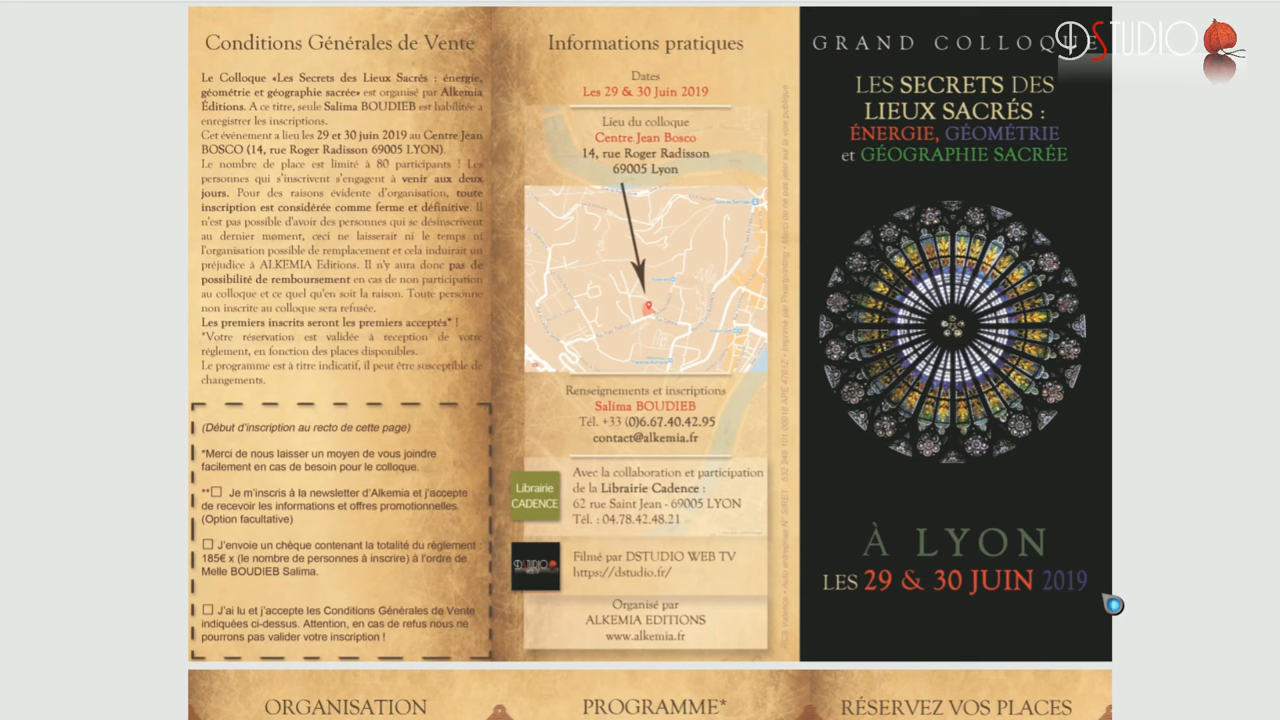 Conditions Générales de Vente
Le Colloque «Les Secrets des Lieux Sacrés : énergie,
géométrie et géographie sacrée» est organisé par Alkemia
Éditions. A ce titre, seule Salima BOUDIEB est habilitée a
enregistrer les inscriptions.
Cet événement a lieu les 29 et 30 juin 2019 au Centre Jean
BOSCO (14, rue Roger Radisson 69005 LYON).
Le nombre de place est limité à 80 participants ! Les
personnes qui s'inscrivent s'engagent à venir aux deux
jours. Pour des raisons évidente d'organisation, toute
inscription est considérée comme ferme et définitive. Il
n'est pas possible d'avoir des personnes qui se désinscrivent
au dernier moment, ceci ne laisserait ni le temps ni
l'organisation possible de remplacement et cela induirait un
préjudice à ALKEMIA Editions. Il n'y aura donc pas de
possibilité de remboursement en cas de non participation
au colloque et ce quel qu'en soit la raison. Toute personne
non inscrite au colloque sera refusée.
Les premiers inscrits seront les premiers acceptés* !
*Votre réservation est validée à reception de votre
règlement, en fonction des places disponibles.
Le programme est à titre indicatif, il peut être susceptible de
changements.
(Début d'inscription au recto de cette page)
*Merci de nous laisser un moyen de vous joindre
facilement en cas de besoin pour le colloque.
**☐ Je m'inscris à la newsletter d'Alkemia et j'accepte
de recevoir les informations et offres promotionnelles.
(Option facultative)
☐ J'envoie un chèque contenant la totalité du règlement :
185€ x (le nombre de personnes à inscrire) à l'ordre de
Melle BOUDIEB Salima.
☐ J'ai lu et j'accepte les Conditions Générales de Vente
indiquées ci-dessus. Attention, en cas de refus nous ne
pourrons pas valider votre inscription !
Informations pratiques
Dates
Les 29 & 30 Juin 2019
Lieu du colloque
Centre Jean Bosco
14, rue Roger Radisson
69005 Lyon
Renseignements et inscriptions
Salima BOUDIEB
Tél. +33 (0)6.67.40.42.95
contact@alkemia.fr
Librairie
CADENCE
Avec la collaboration et participation
de la Librairie Cadence :
62 rue Saint Jean - 69005 LYON
Tél. : 04.78.42.48.21
DSTUDIO
Filmé par DSTUDIO WEB TV
https://dstudio.fr/
Organisé par
ALKEMIA EDITIONS
www.alkemia.fr
GRAND COLLOQUE
DSTUDIO
LES SECRETS DES
LIEUX SACRÉS :
ÉNERGIE, GÉOMÉTRIE
et GÉOGRAPHIE SACRÉE
À LYON
LES 29 & 30 JUIN 2019
ORGANISATION
PROGRAMME*
RÉSERVEZ VOS PLACES